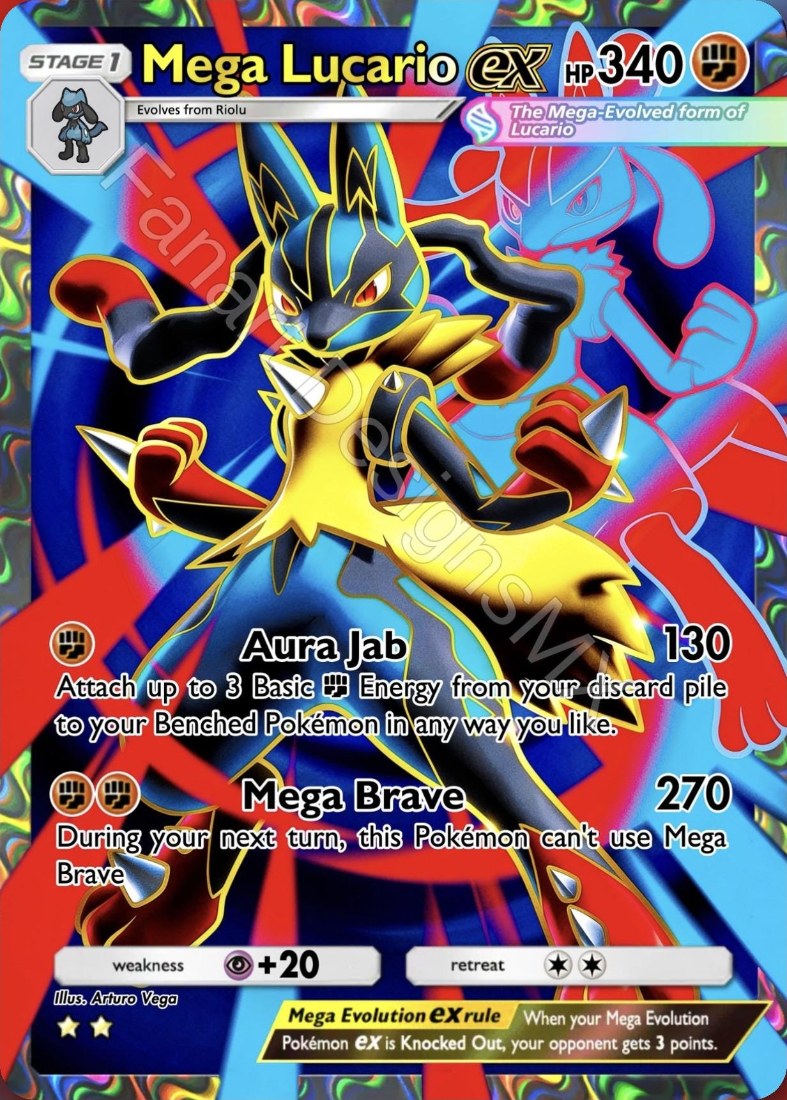 STAGE 1 Mega Lucario ex HP 340
Evolves from Riolu
The Mega-Evolved form of
Lucario
FanartDesignsMX
Aura Jab 130
Attach up to 3 Basic Energy from your discard pile
to your Benched Pokémon in any way you like.
Mega Brave 270
During your next turn, this Pokémon can't use Mega
Brave
weakness +20 retreat
Illus. Arturo Vega
Mega Evolution ex rule When your Mega Evolution
Pokémon ex is Knocked Out, your opponent gets 3 points.